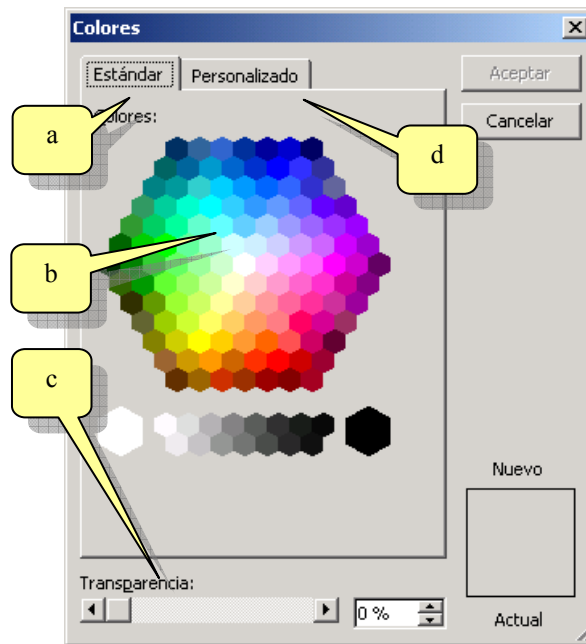 Colores
Estándar Personalizado
Aceptar
Cancelar
Colores:
a
d
b
c
Nuevo
Transparencia:
0 %
Actual